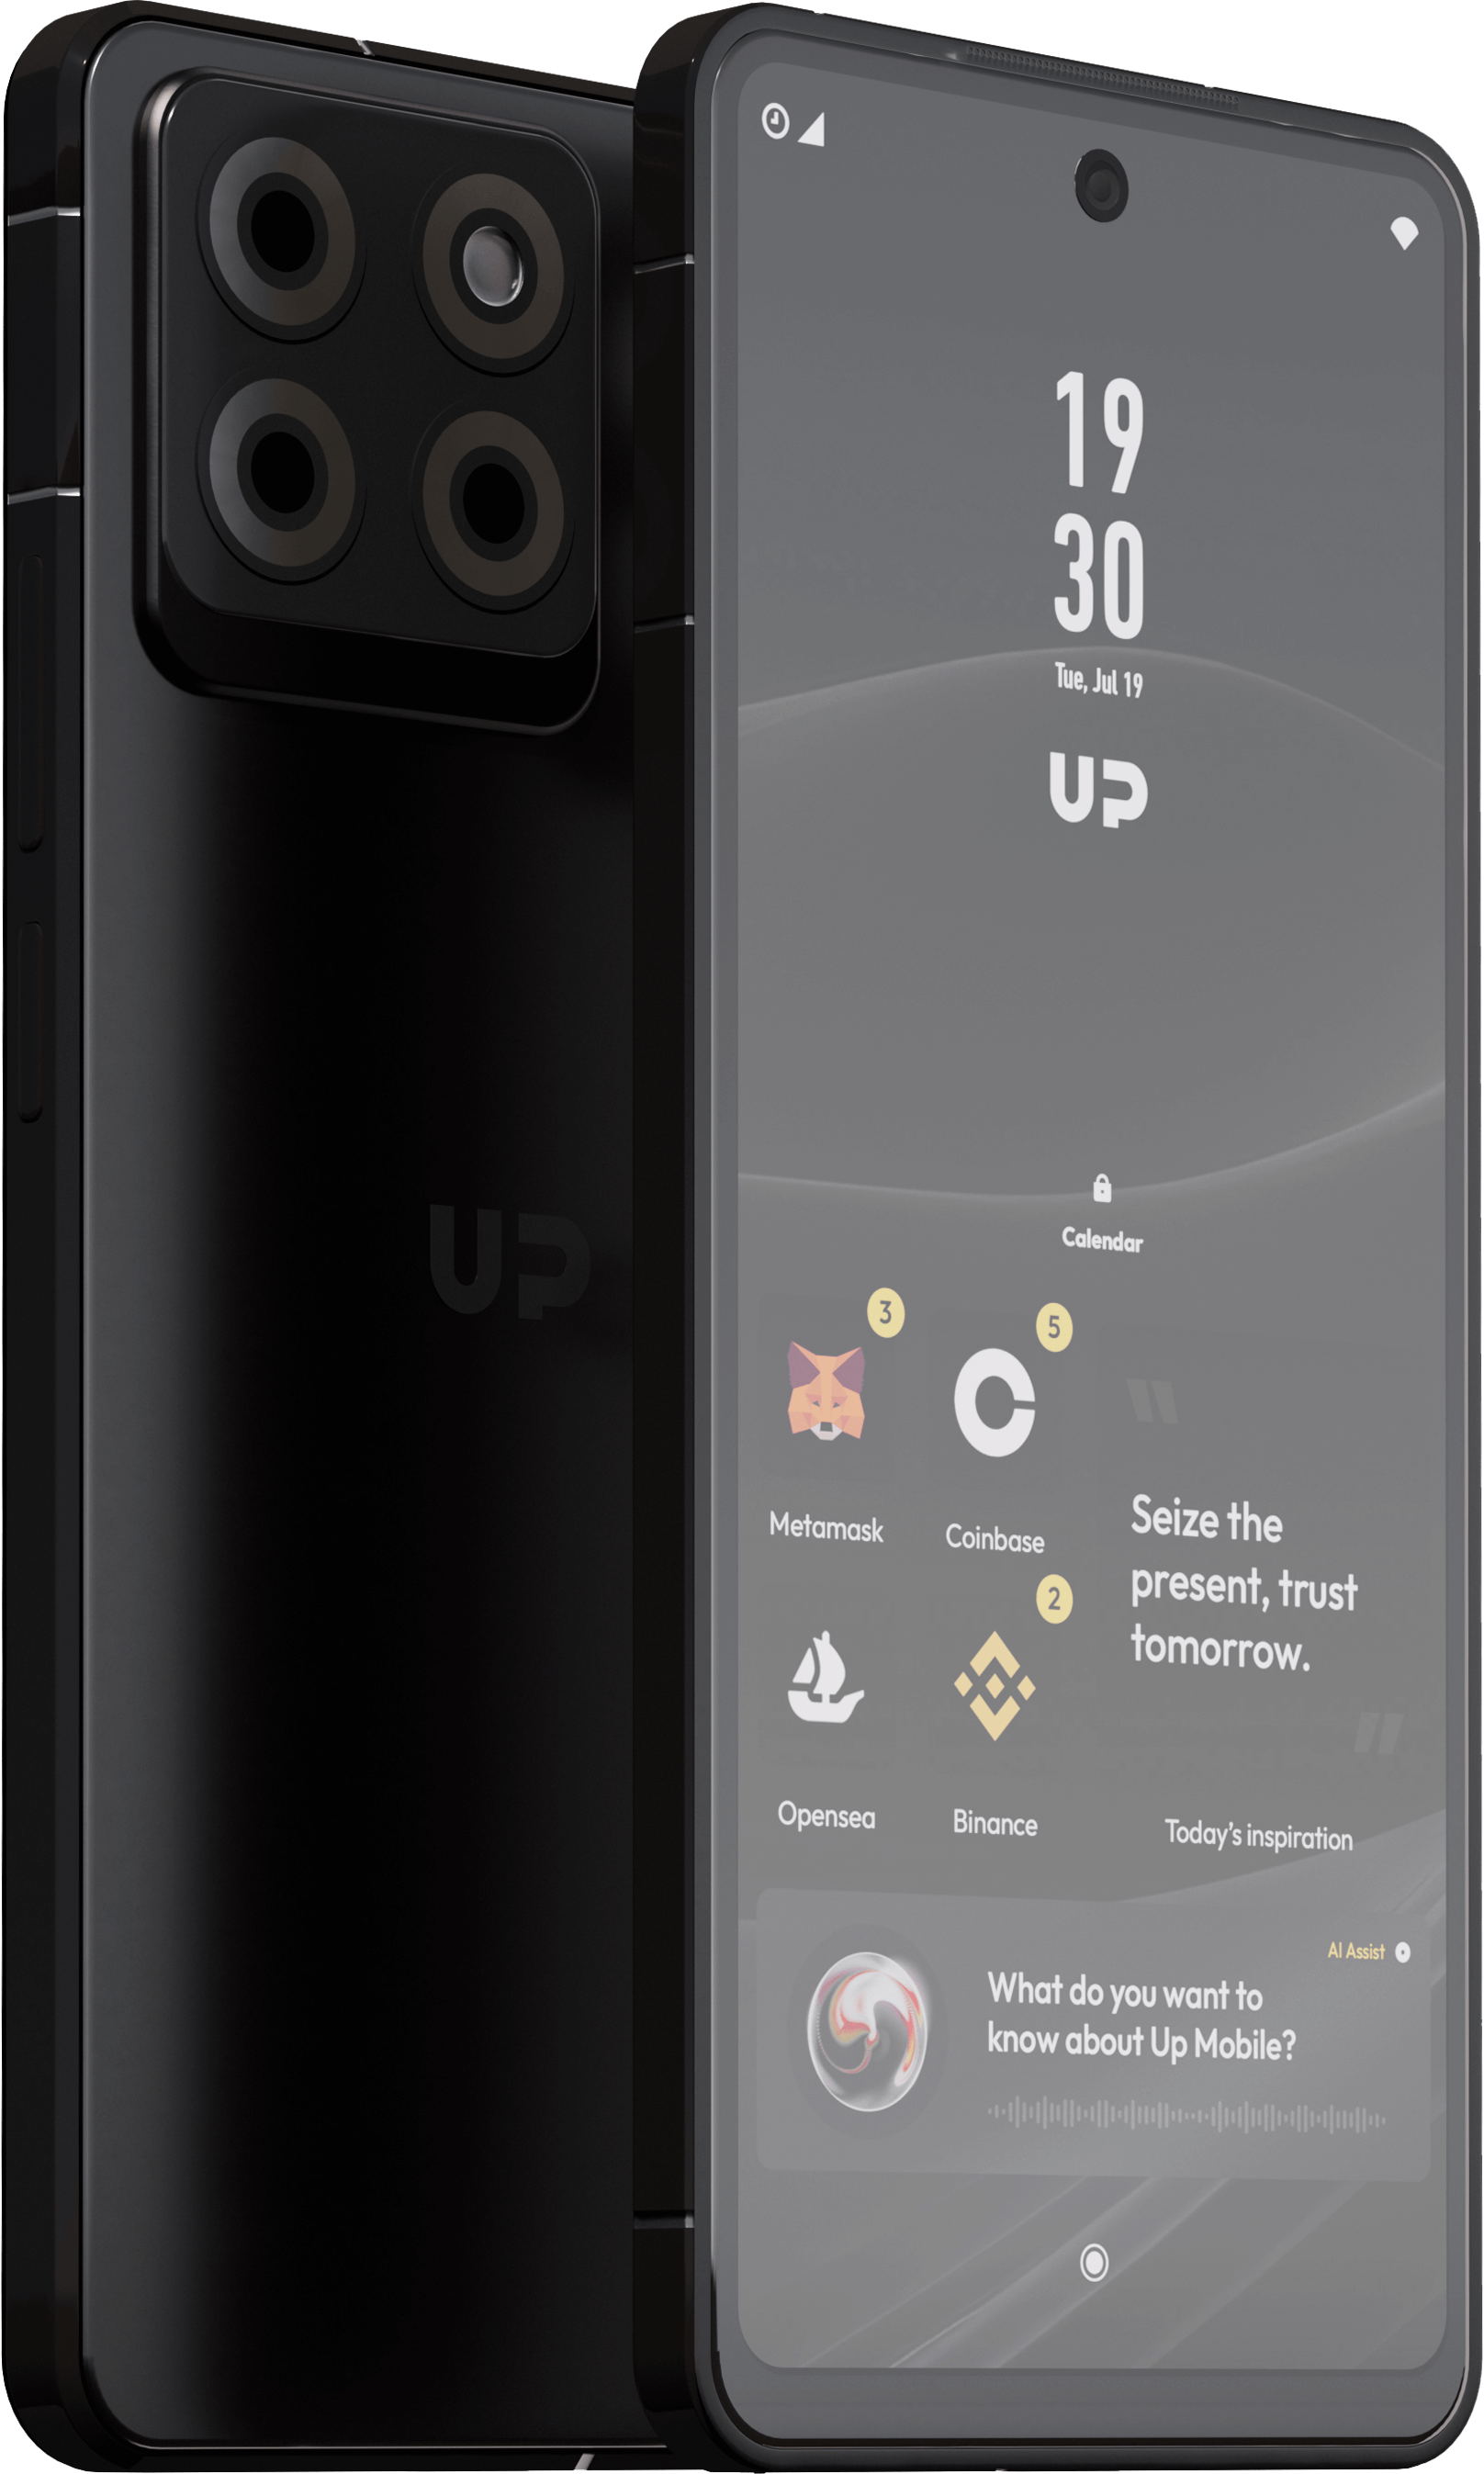 19
30
Tue, Jul 19
UP
UP
Calendar
3
5
Metamask
Coinbase
Seize the
present, trust
tomorrow.
2
Opensea
Binance
Today's inspiration
AI Assist
What do you want to
know about Up Mobile?